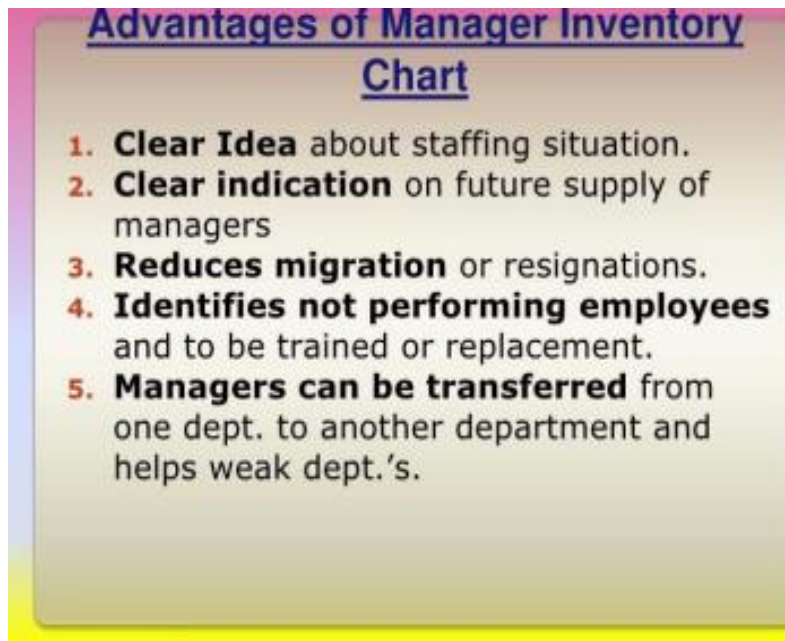 Advantages of Manager Inventory
Chart
1. Clear Idea about staffing situation.
2. Clear indication on future supply of
managers
3. Reduces migration or resignations.
4. Identifies not performing employees
and to be trained or replacement.
5. Managers can be transferred from
one dept. to another department and
helps weak dept.’s.